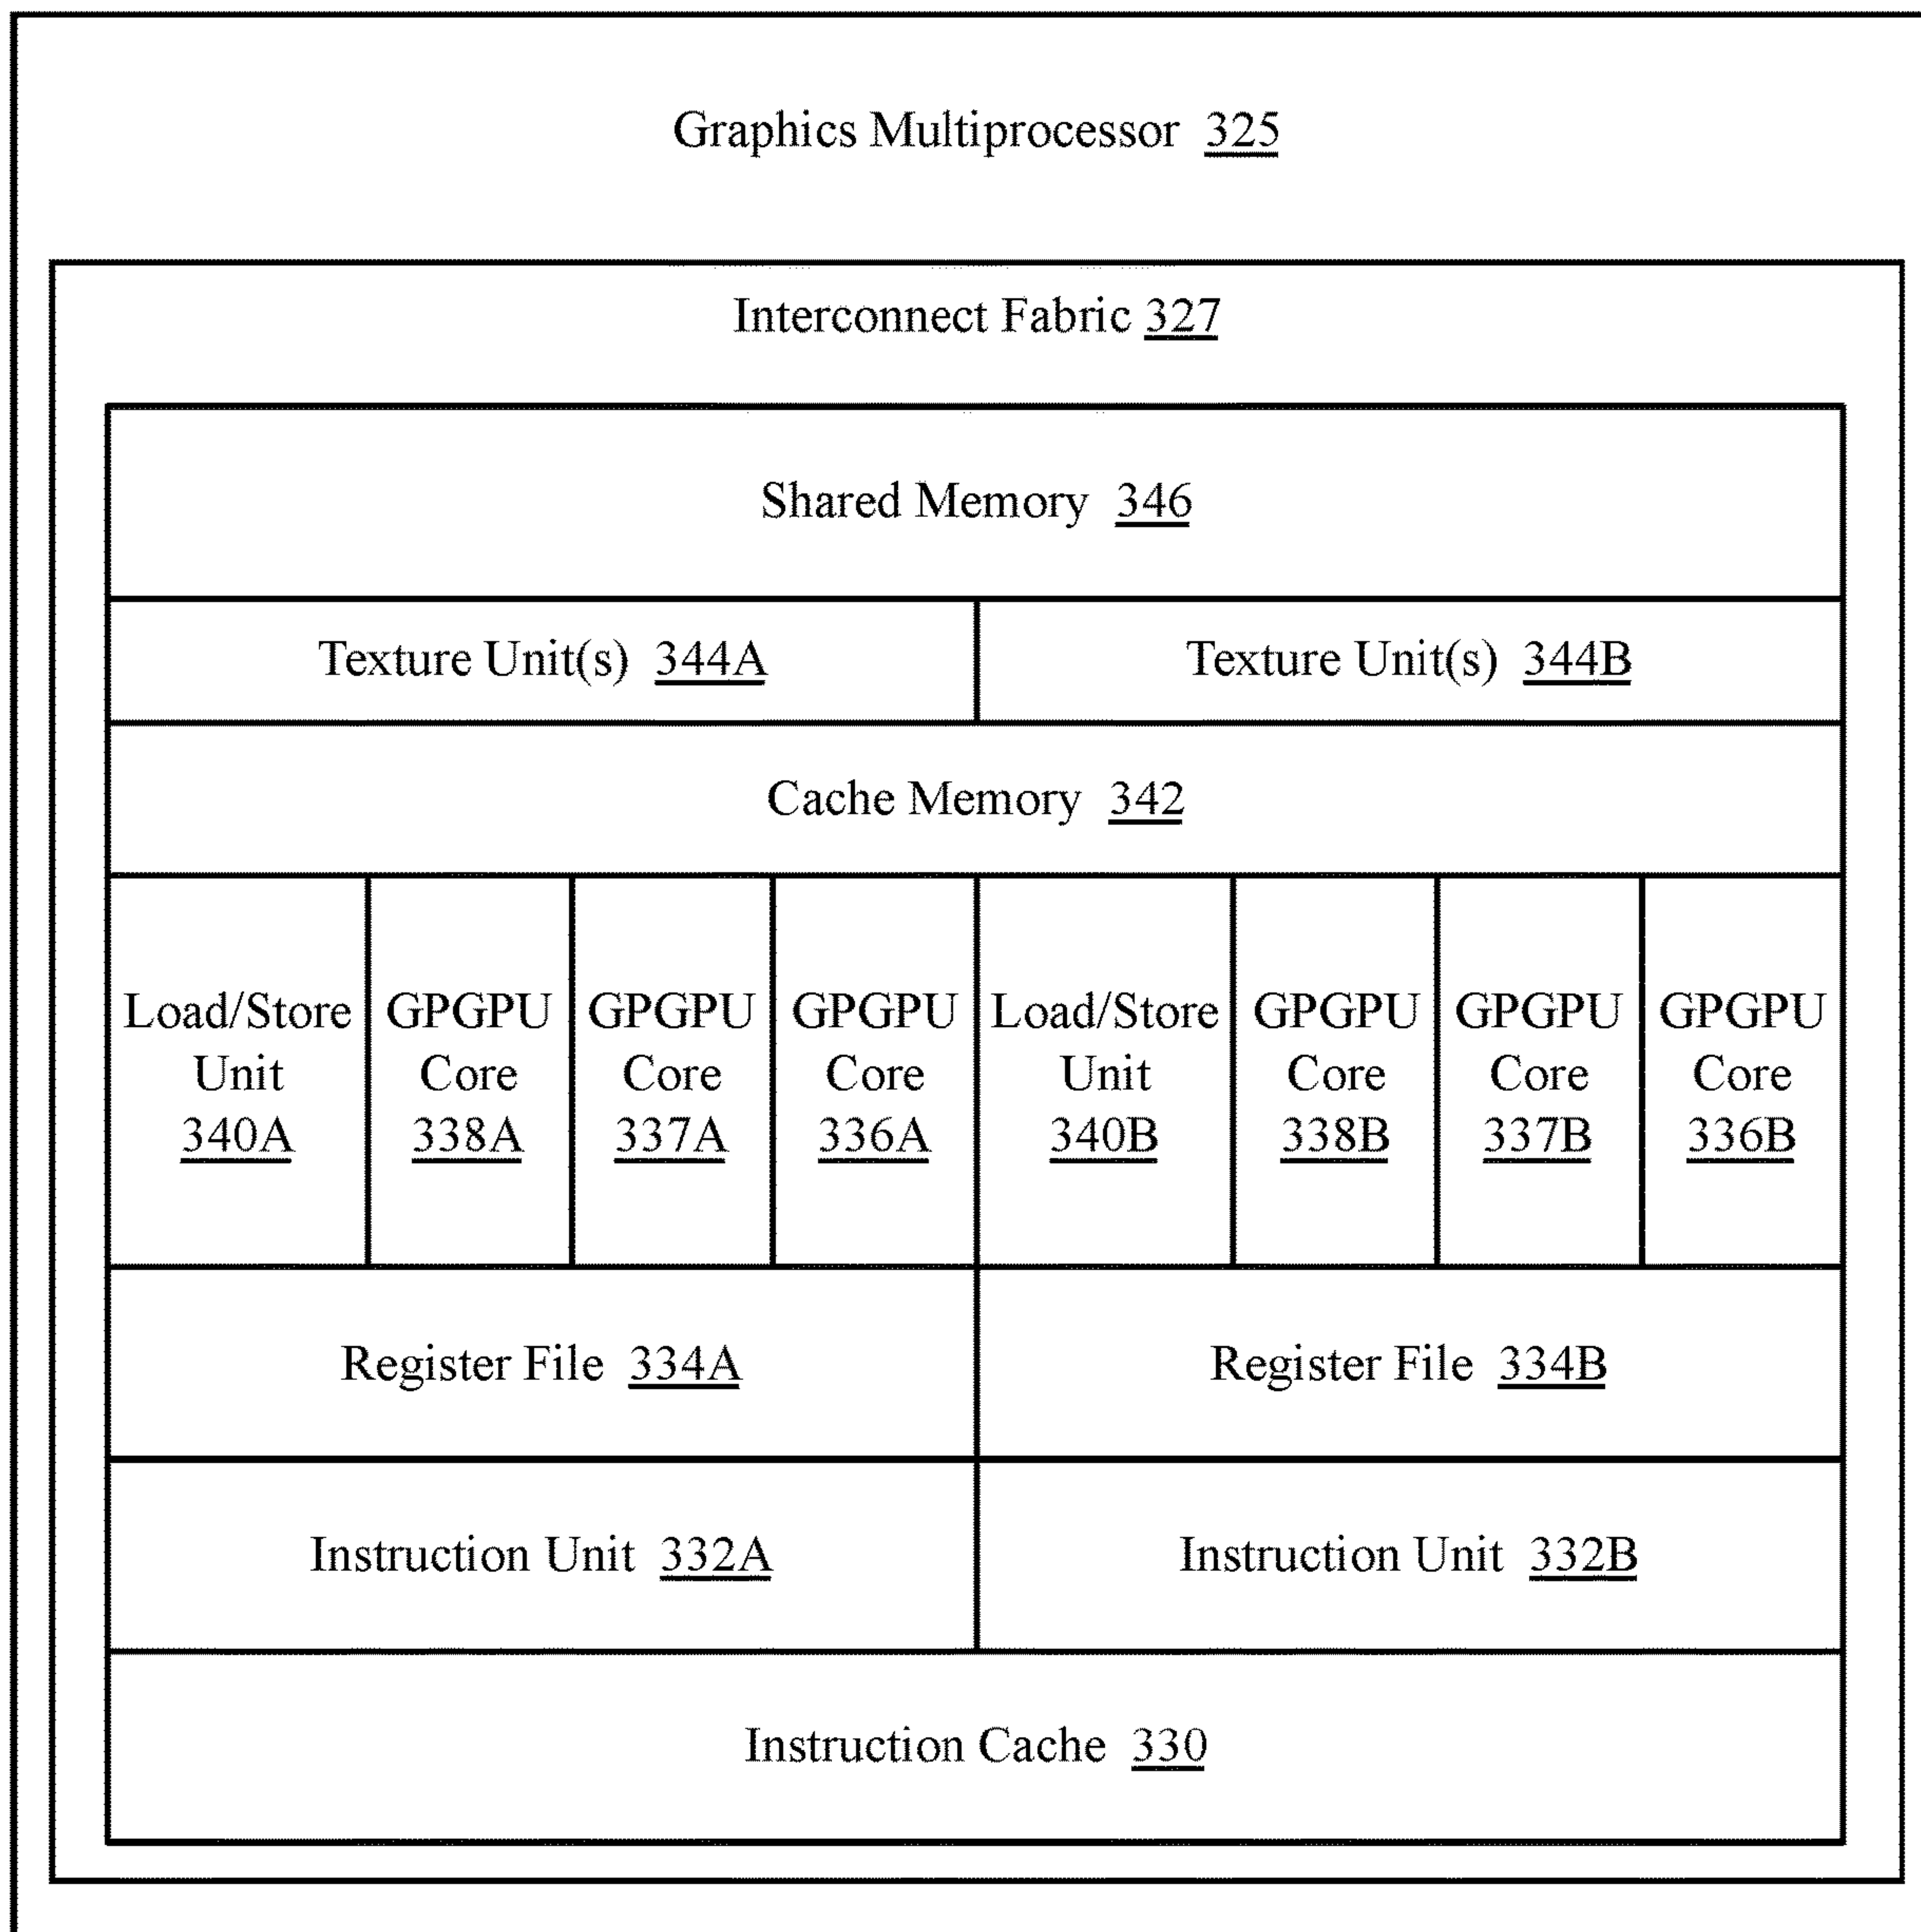 Graphics Multiprocessor 325
Interconnect Fabric 327
Shared Memory 346
Texture Unit(s) 344A
Texture Unit(s) 344B
Cache Memory 342
Load/Store
Unit
340A
GPGPU
Core
338A
GPGPU
Core
337A
GPGPU
Core
336A
Load/Store
Unit
340B
GPGPU
Core
338B
GPGPU
Core
337B
GPGPU
Core
336B
Register File 334A
Register File 334B
Instruction Unit 332A
Instruction Unit 332B
Instruction Cache 330